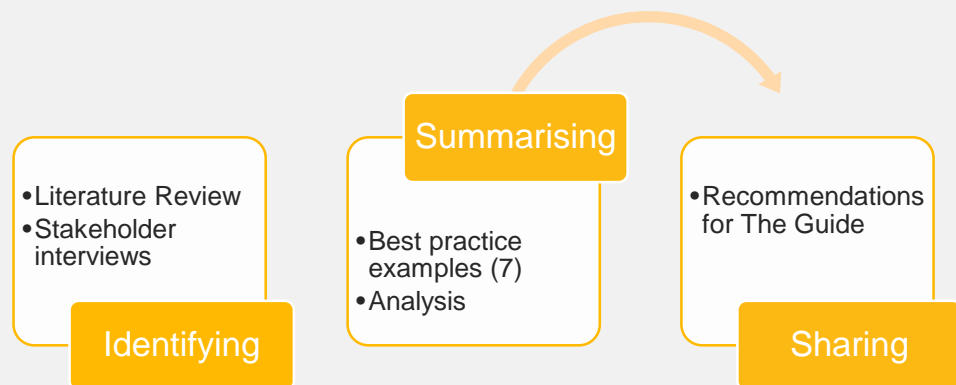 •Literature Review
•Stakeholder
interviews
Identifying
Summarising
•Best practice
examples (7)
•Analysis
•Recommendations
for The Guide
Sharing